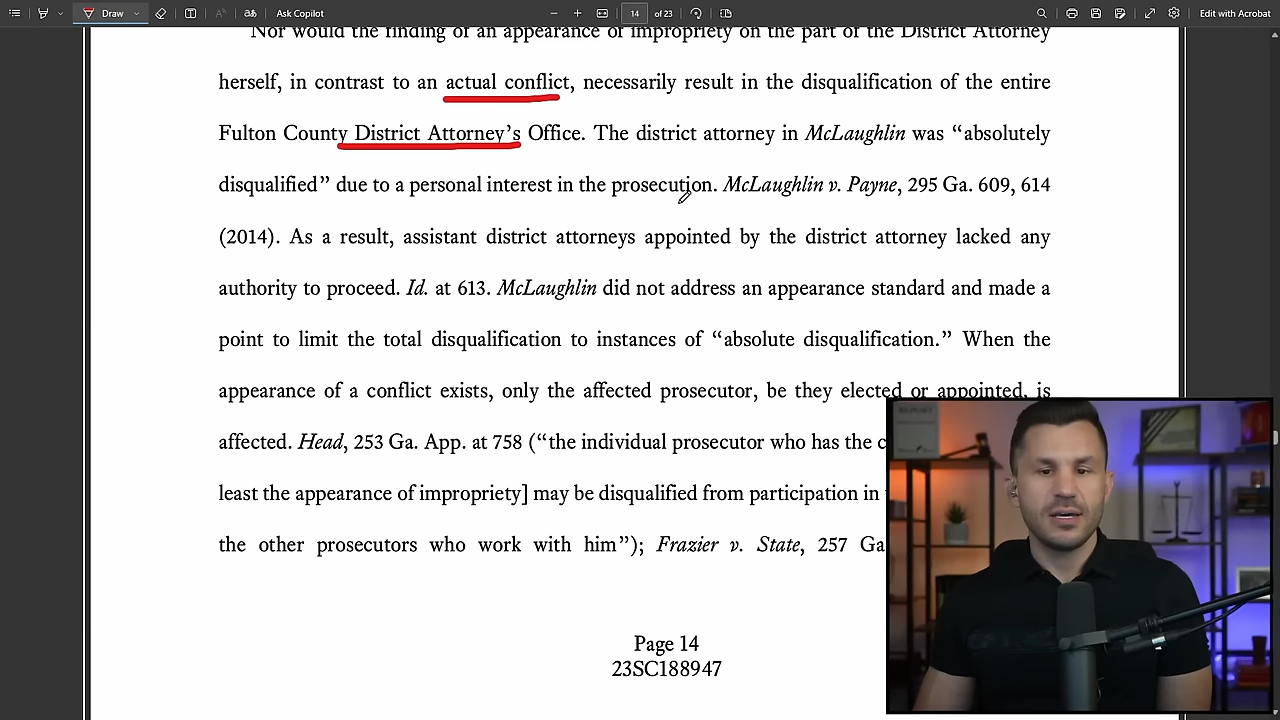 Draw
Ask Copilot
14 of 23
Edit with Acrobat
Nor would the finding of an appearance of impropriety on the part of the District Attorney
herself, in contrast to an actual conflict, necessarily result in the disqualification of the entire
Fulton County District Attorney's Office. The district attorney in McLaughlin was “absolutely
disqualified” due to a personal interest in the prosecution. McLaughlin v. Payne, 295 Ga. 609, 614
(2014). As a result, assistant district attorneys appointed by the district attorney lacked any
authority to proceed. Id. at 613. McLaughlin did not address an appearance standard and made a
point to limit the total disqualification to instances of “absolute disqualification.” When the
appearance of a conflict exists, only the affected prosecutor, be they elected or appointed, is
affected. Head, 253 Ga. App. at 758 (“the individual prosecutor who has the
least the appearance of impropriety] may be disqualified from participation in
the other prosecutors who work with him”); Frazier v. State, 257 Ga
Page 14
23SC188947